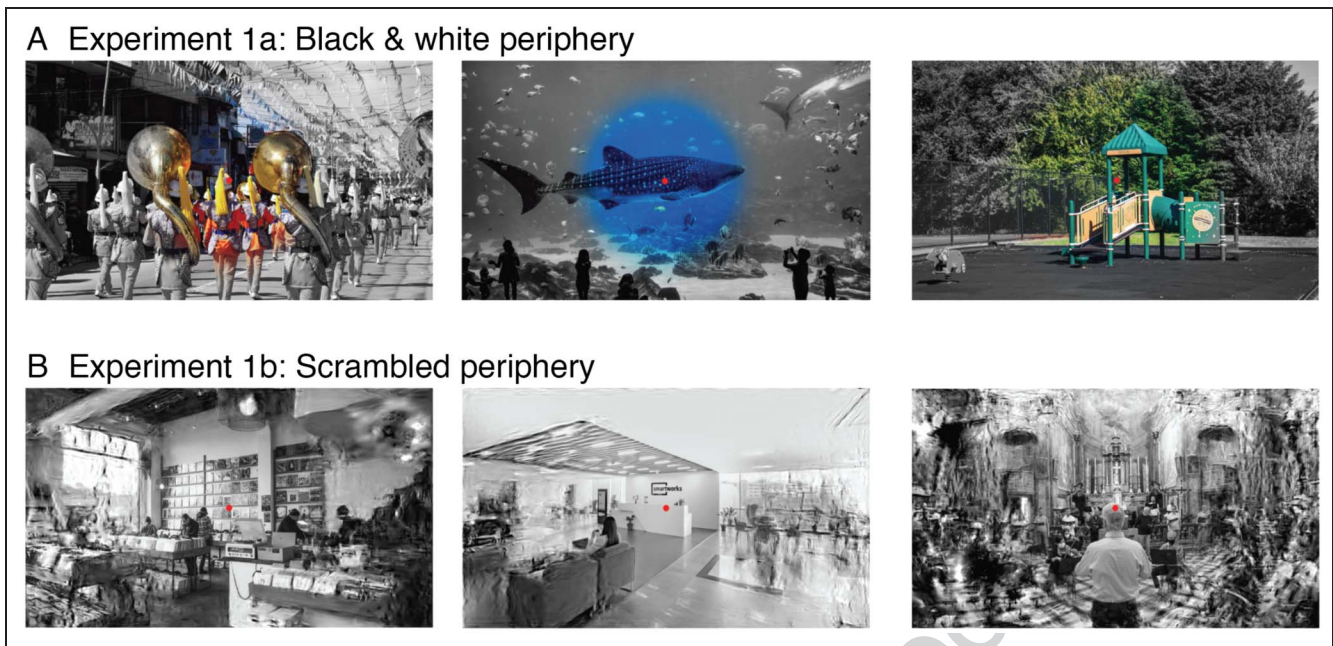 A Experiment 1a: Black & white periphery
B Experiment 1b: Scrambled periphery
smartworks